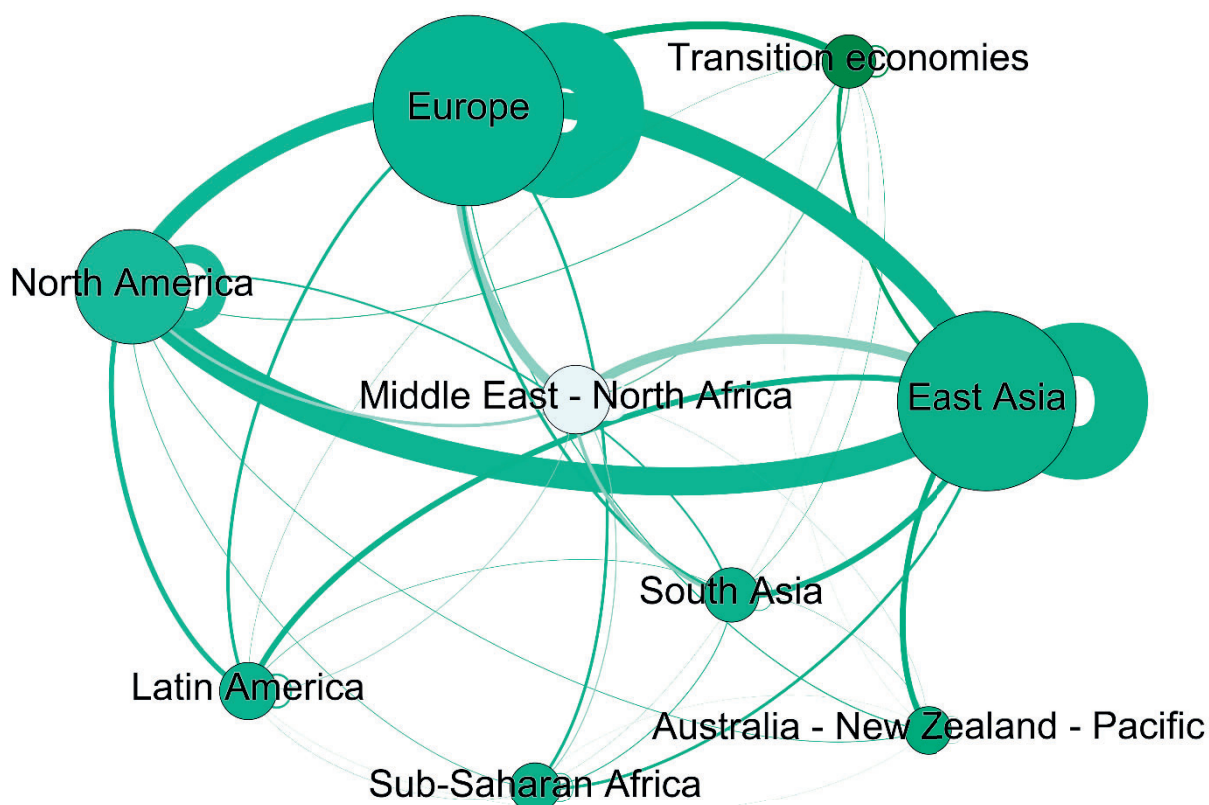 Transition economies
Europe
North America
Middle East - North Africa
East Asia
South Asia
Latin America
Australia - New Zealand - Pacific
Sub-Saharan Africa